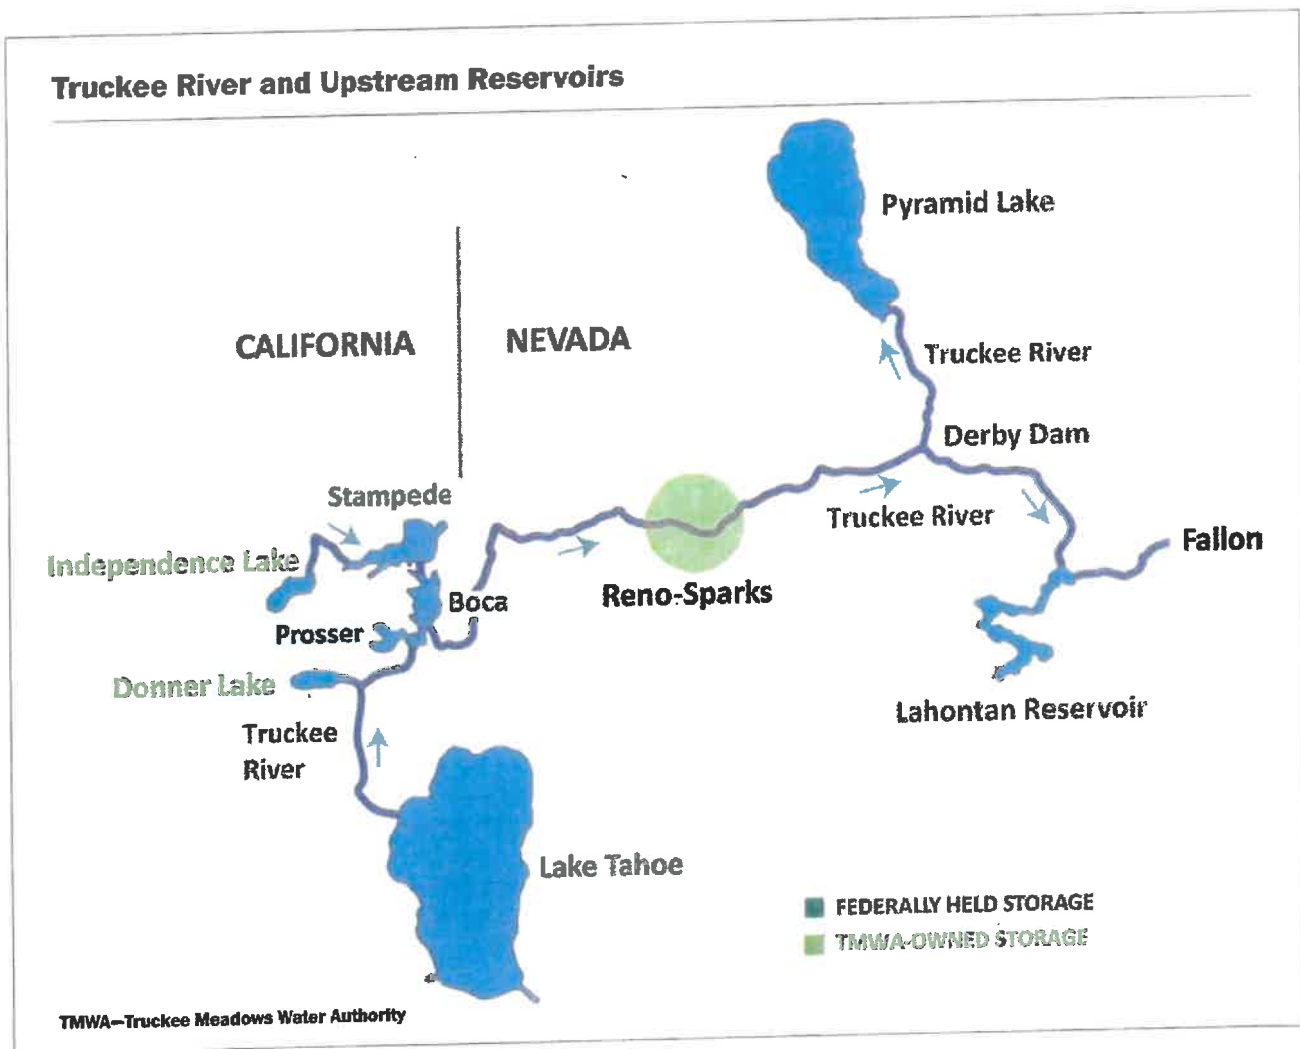 Truckee River and Upstream Reservoirs
Pyramid Lake
CALIFORNIA
NEVADA
Truckee River
Derby Dam
Stampede
Truckee River
Independence Lake
Fallon
Boca
Reno-Sparks
Prosser
Donner Lake
Lahontan Reservoir
Truckee
River
Lake Tahoe
FEDERALLY HELD STORAGE
TMWA-OWNED STORAGE
TMWA—Truckee Meadows Water Authority